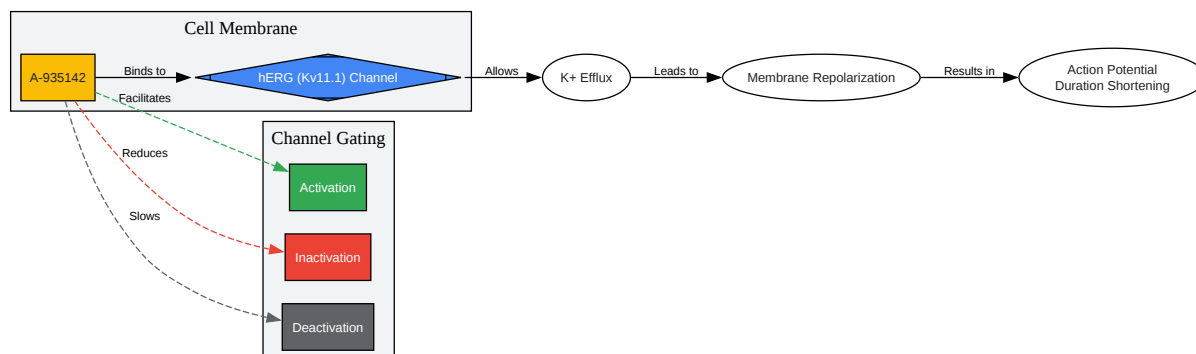 Cell Membrane
A-935142
Binds to
hERG (Kv11.1) Channel
Allows
K+ Efflux
Leads to
Membrane Repolarization
Results in
Action Potential
Duration Shortening
Facilitates
Channel Gating
Reduces
Activation
Slows
Inactivation
Deactivation